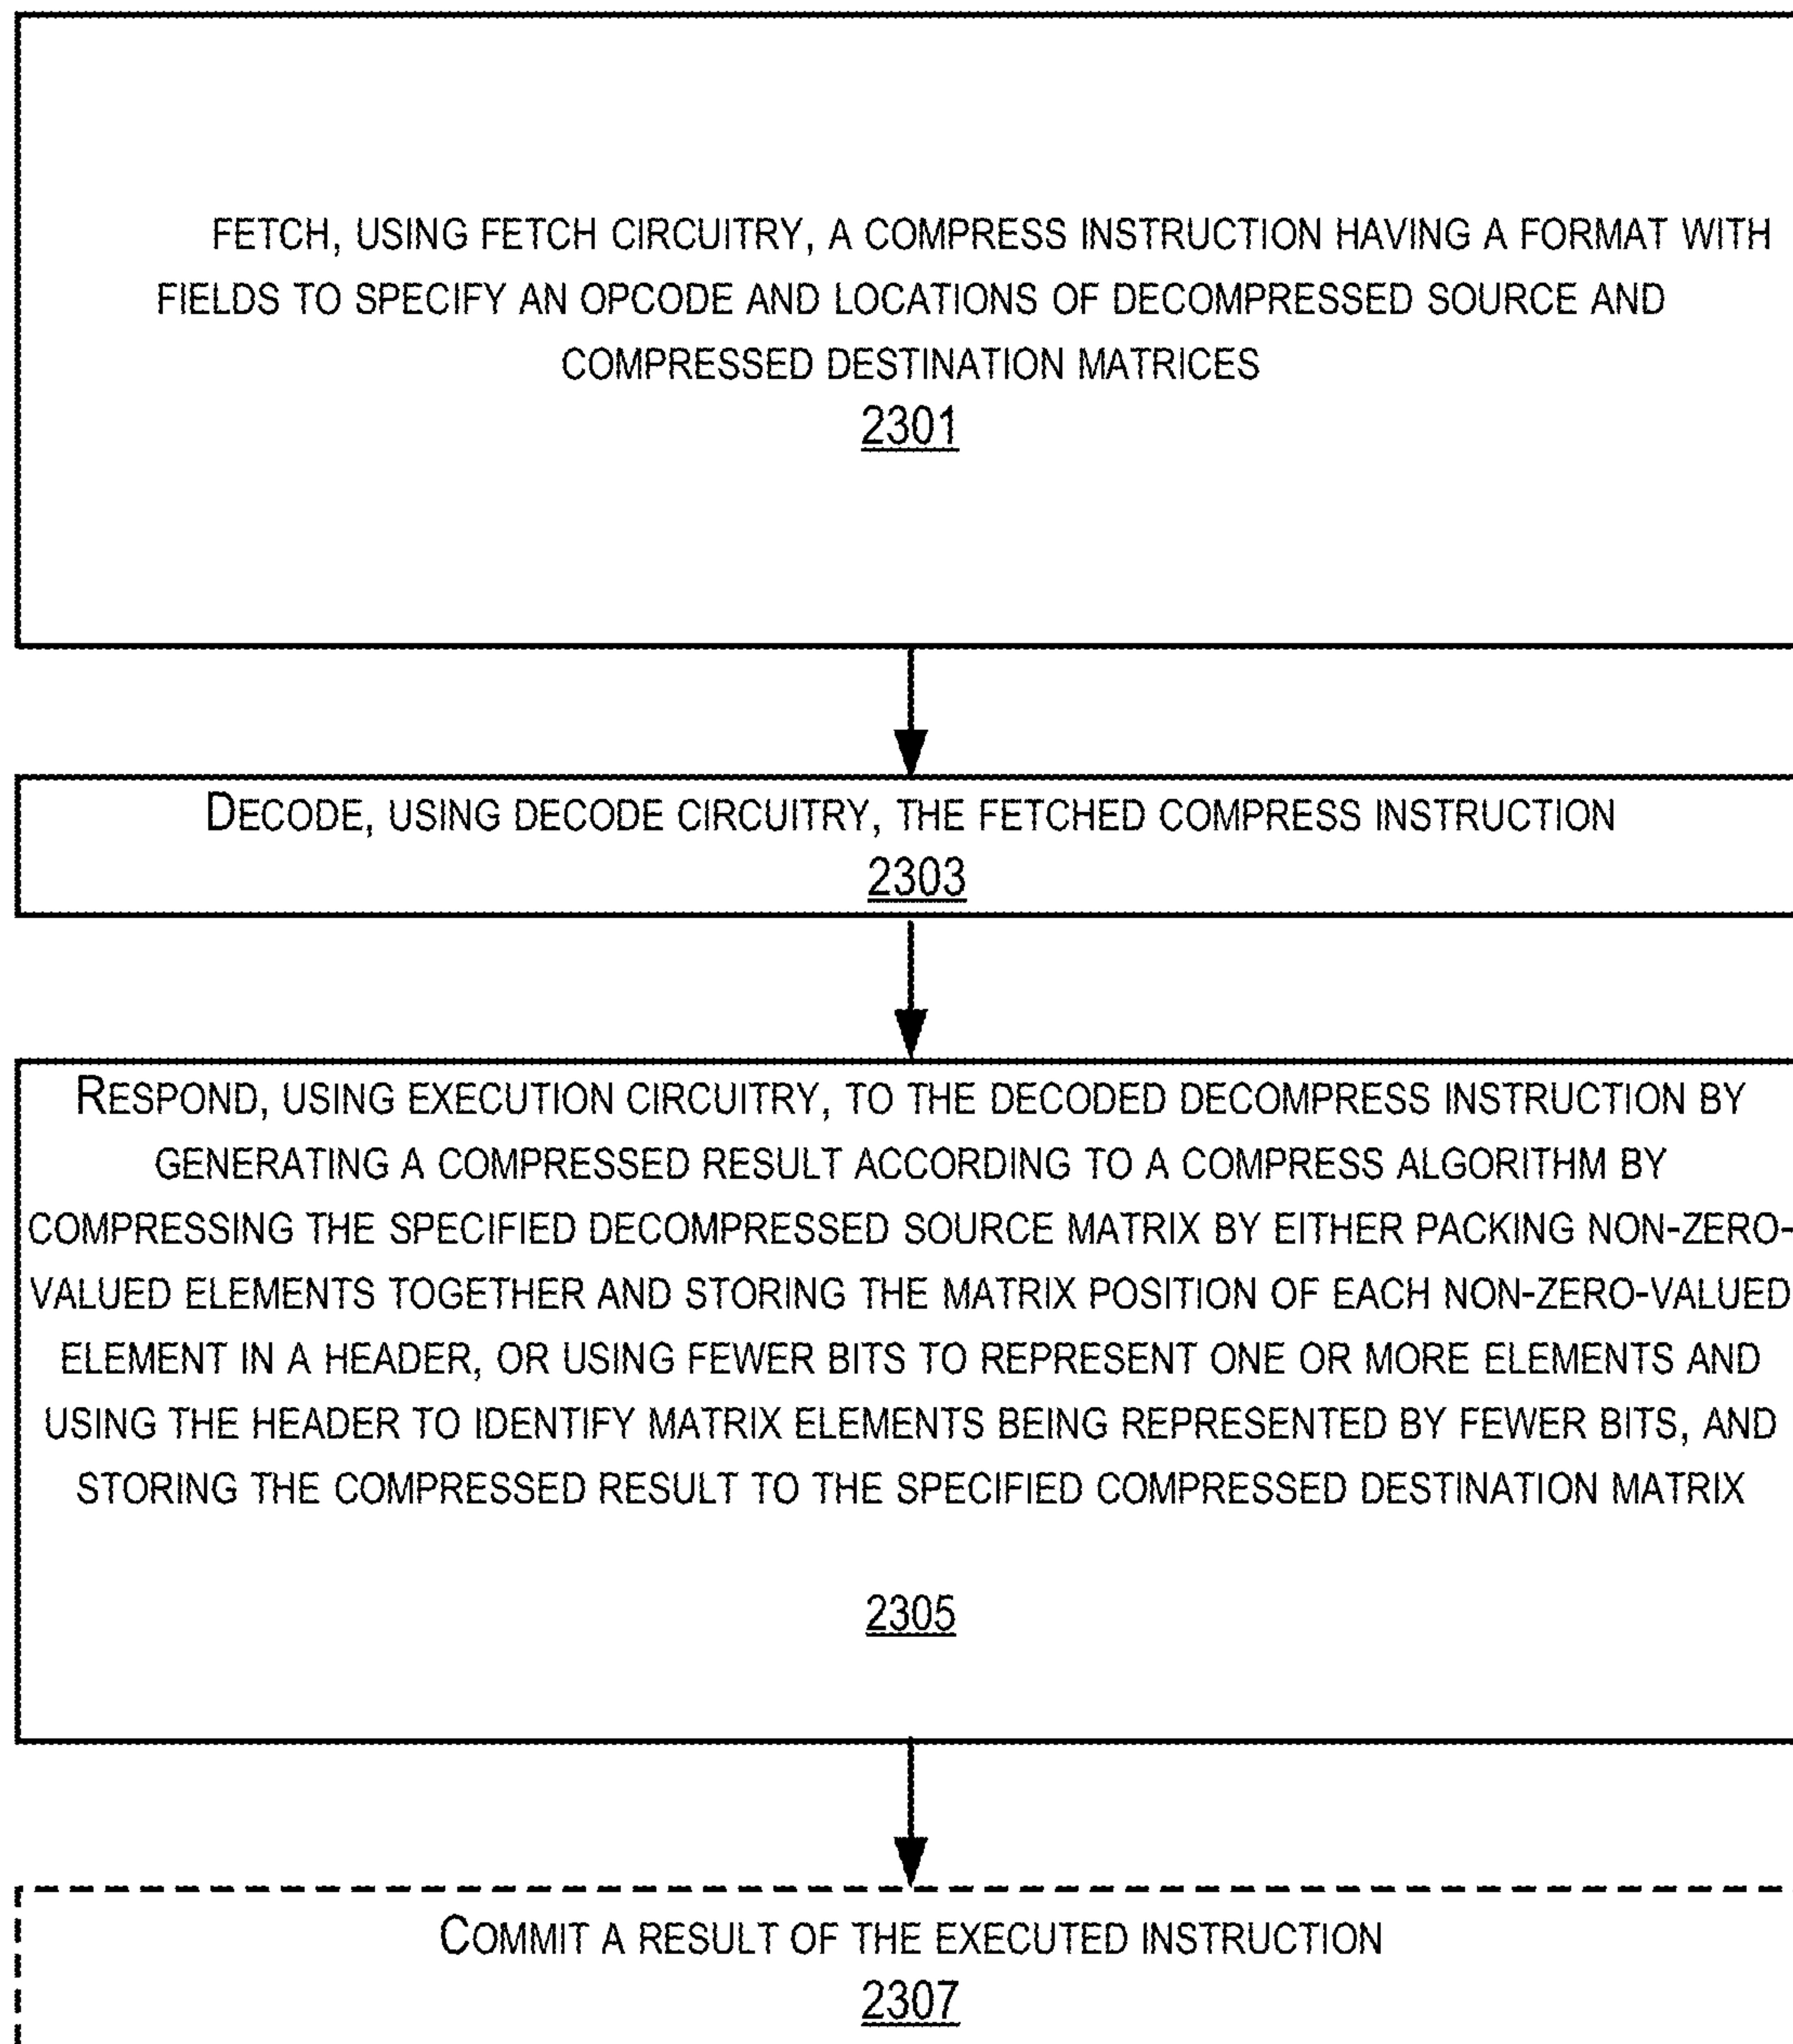 FETCH, USING FETCH CIRCUITRY, A COMPRESS INSTRUCTION HAVING A FORMAT WITH
FIELDS TO SPECIFY AN OPCODE AND LOCATIONS OF DECOMPRESSED SOURCE AND
COMPRESSED DESTINATION MATRICES
2301
DECODE, USING DECODE CIRCUITRY, THE FETCHED COMPRESS INSTRUCTION
2303
RESPOND, USING EXECUTION CIRCUITRY, TO THE DECODED DECOMPRESS INSTRUCTION BY
GENERATING A COMPRESSED RESULT ACCORDING TO A COMPRESS ALGORITHM BY
COMPRESSING THE SPECIFIED DECOMPRESSED SOURCE MATRIX BY EITHER PACKING NON-ZERO-
VALUED ELEMENTS TOGETHER AND STORING THE MATRIX POSITION OF EACH NON-ZERO-VALUED
ELEMENT IN A HEADER, OR USING FEWER BITS TO REPRESENT ONE OR MORE ELEMENTS AND
USING THE HEADER TO IDENTIFY MATRIX ELEMENTS BEING REPRESENTED BY FEWER BITS, AND
STORING THE COMPRESSED RESULT TO THE SPECIFIED COMPRESSED DESTINATION MATRIX
2305
COMMIT A RESULT OF THE EXECUTED INSTRUCTION
2307